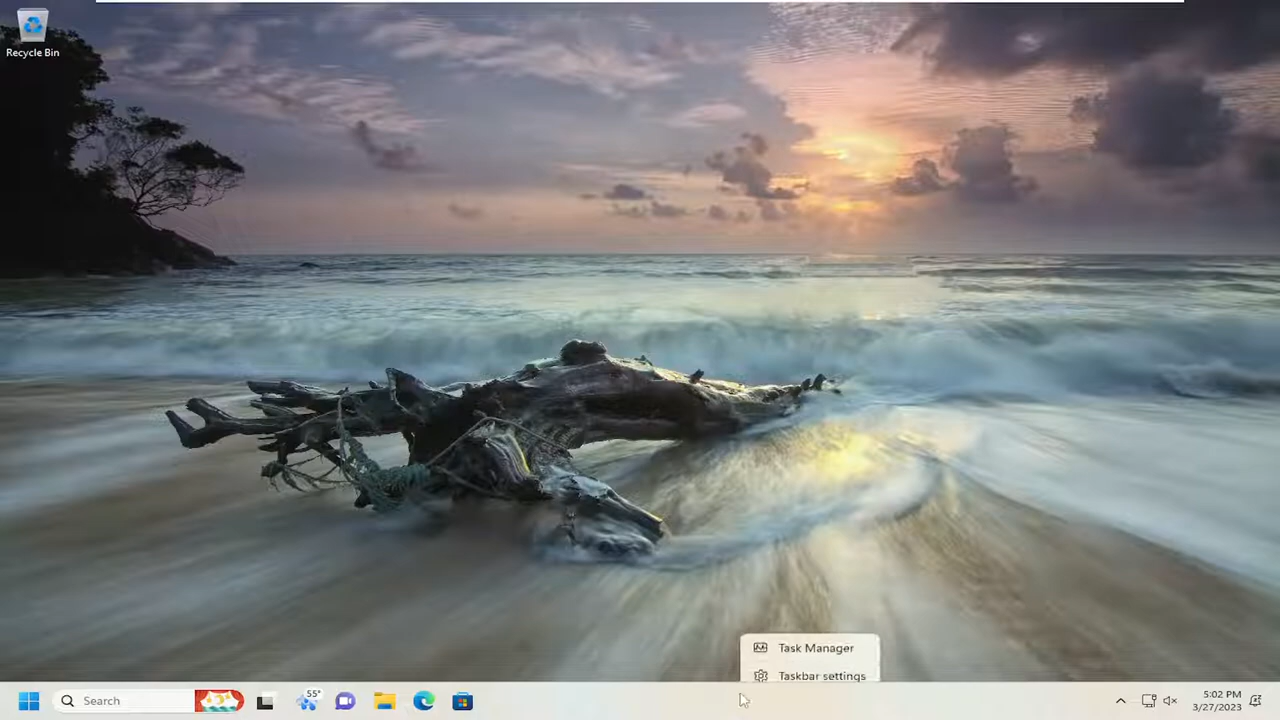 Recycle Bin
Task Manager
Taskbar settings
Search
55°
5:02 PM
3/27/2023